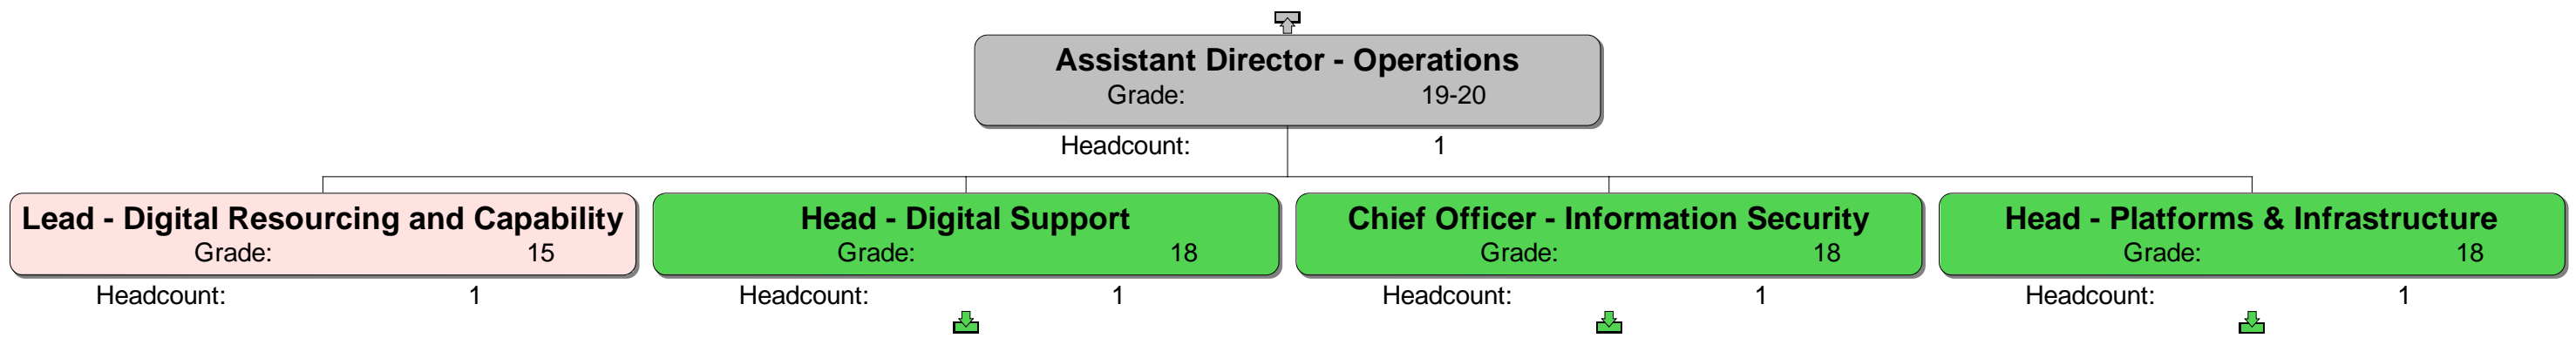 Assistant Director - Operations
Grade: 19-20
Headcount: 1
Lead - Digital Resourcing and Capability
Grade: 15
Headcount: 1
Head - Digital Support
Grade: 18
Headcount: 1
Chief Officer - Information Security
Grade: 18
Headcount: 1
Head - Platforms & Infrastructure
Grade: 18
Headcount: 1